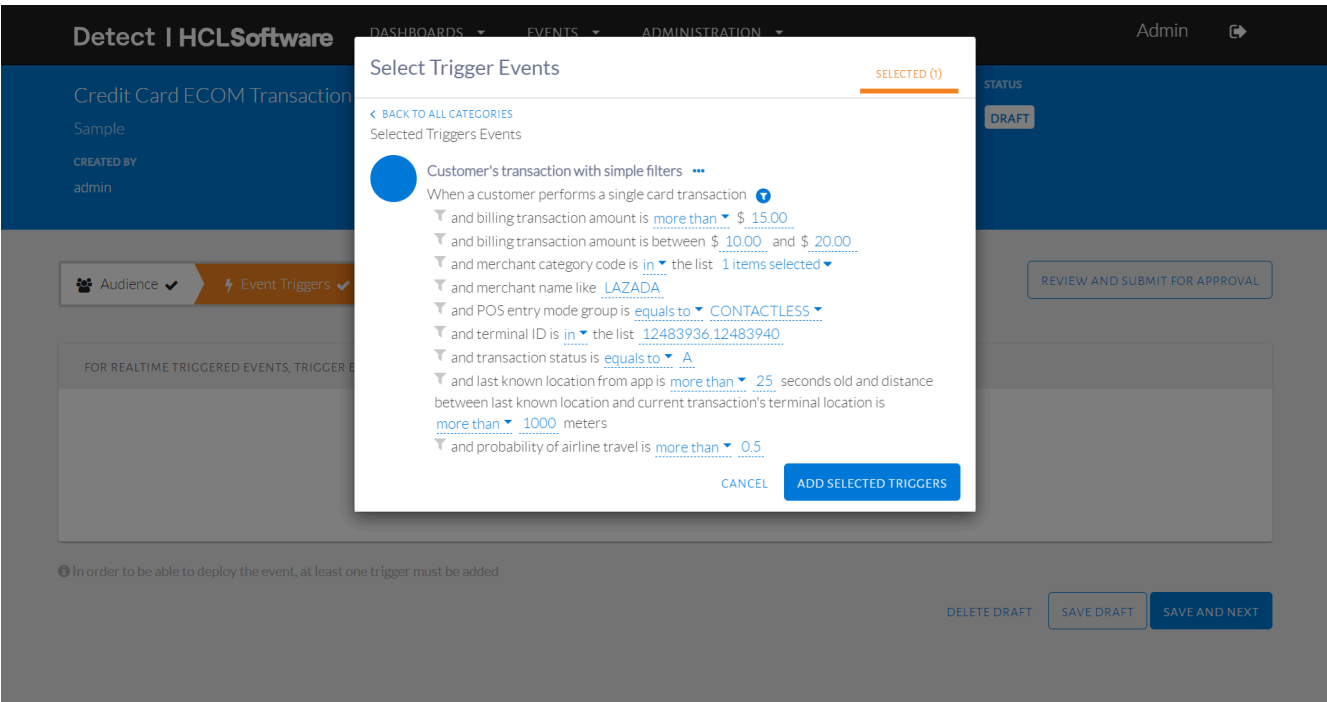 Detect | HCLSoftware
DASHBOARDS EVENTS ADMINISTRATION
Admin
Credit Card ECOM Transaction
Sample
CREATED BY
admin
STATUS
DRAFT
Audience
Event Triggers
REVIEW AND SUBMIT FOR APPROVAL
FOR REALTIME TRIGGERED EVENTS, TRIGGER E
Select Trigger Events
SELECTED (1)
BACK TO ALL CATEGORIES
Selected Triggers Events
Customer's transaction with simple filters •••
When a customer performs a single card transaction
and billing transaction amount is more than $ 15.00
and billing transaction amount is between $ 10.00 and $ 20.00
and merchant category code is in the list 1 items selected
and merchant name like LAZADA
and POS entry mode group is equals to CONTACTLESS
and terminal ID is in the list 12483936,12483940
and transaction status is equals to A
and last known location from app is more than 25 seconds old and distance
between last known location and current transaction's terminal location is
more than 1000 meters
and probability of airline travel is more than 0.5
CANCEL ADD SELECTED TRIGGERS
In order to be able to deploy the event, at least one trigger must be added
DELETE DRAFT SAVE DRAFT SAVE AND NEXT